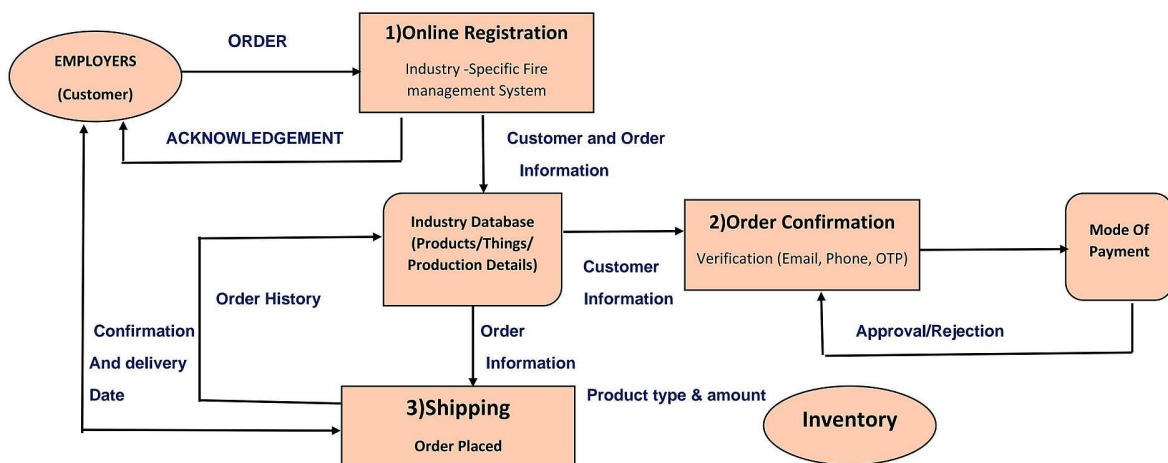 EMPLOYERS
(Customer)
ORDER
1)Online Registration
Industry -Specific Fire
management System
ACKNOWLEDGEMENT
Customer and Order
Information
Industry Database
(Products/Things/
Production Details)
2)Order Confirmation
Verification (Email, Phone, OTP)
Mode Of
Payment
Customer
Information
Order History
Approval/Rejection
Confirmation
And delivery
Date
Order
Information
3)Shipping
Order Placed
Product type & amount
Inventory